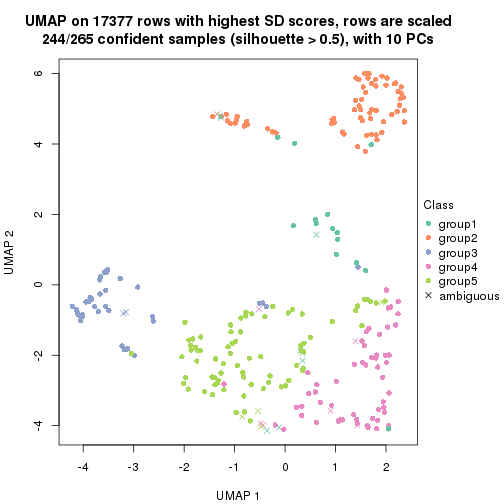 UMAP on 17377 rows with highest SD scores, rows are scaled
244/265 confident samples (silhouette > 0.5), with 10 PCs
6
4
2
0
-2
-4
UMAP 2
-4
-3
-2
-1
0
1
2
UMAP 1
Class
group1
group2
group3
group4
group5
ambiguous